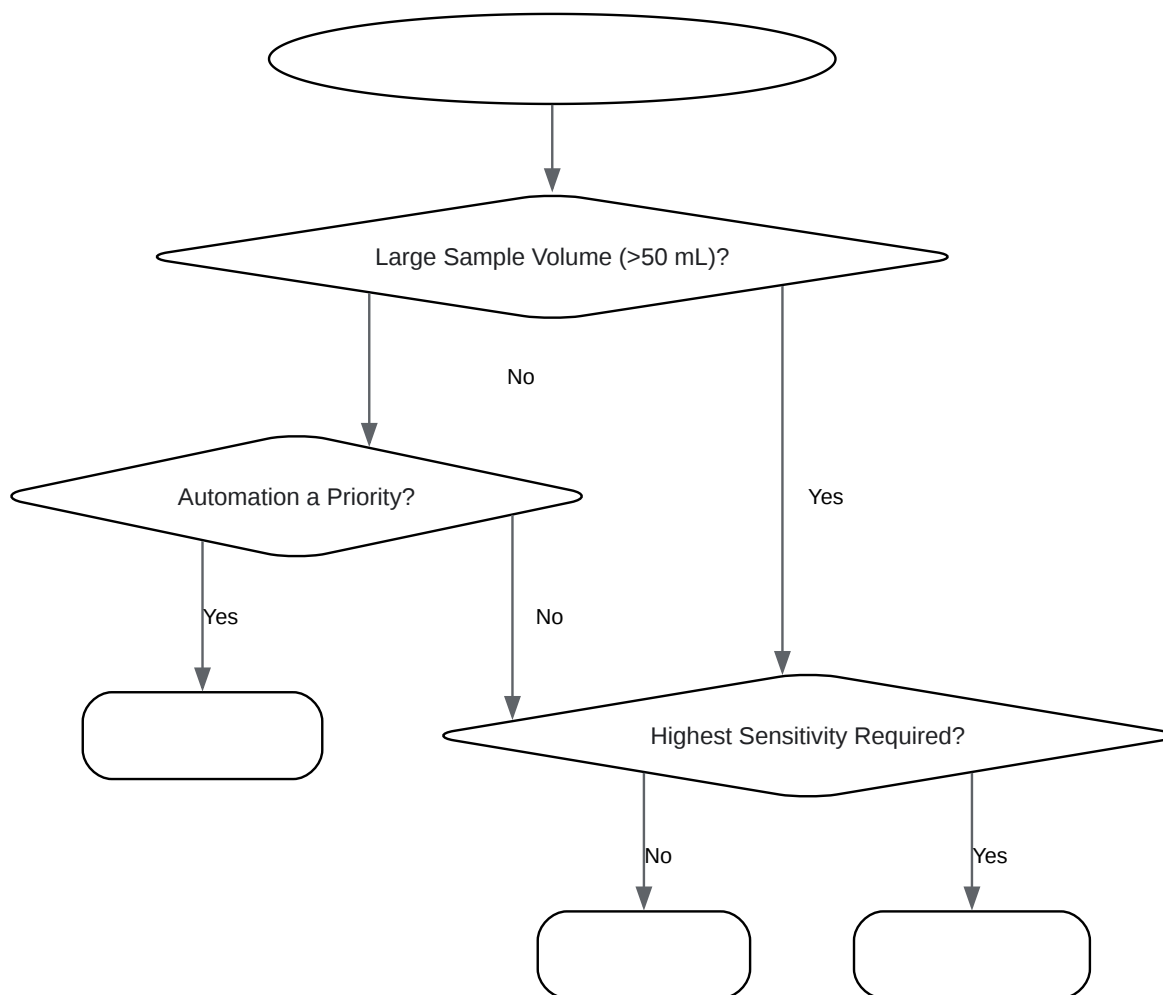 Large Sample Volume (>50 mL)?
No
Automation a Priority?
Yes
Yes
No
Highest Sensitivity Required?
No
Yes